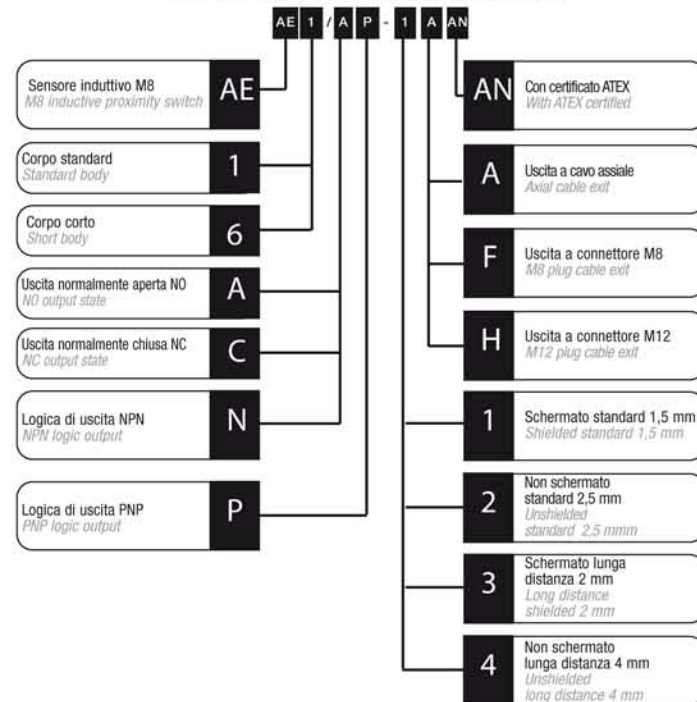 AE 1 / A P - 1 A AN
AE
Sensore induttivo M8
M8 inductive proximity switch
1
Corpo standard
Standard body
6
Corpo corto
Short body
A
Uscita normalmente aperta NO
NO output state
C
Uscita normalmente chiusa NC
NC output state
N
Logica di uscita NPN
NPN logic output
P
Logica di uscita PNP
PNP logic output
AN
Con certificato ATEX
With ATEX certified
A
Uscita a cavo assiale
Axial cable exit
F
Uscita a connettore M8
M8 plug cable exit
H
Uscita a connettore M12
M12 plug cable exit
1
Schermato standard 1,5 mm
Shielded standard 1,5 mm
2
Non schermato
standard 2,5 mm
Unshielded
standard 2,5 mmm
3
Schermato lunga
distanza 2 mm
Long distance
shielded 2 mm
4
Non schermato
lunga distanza 4 mm
Unshielded
long distance 4 mm